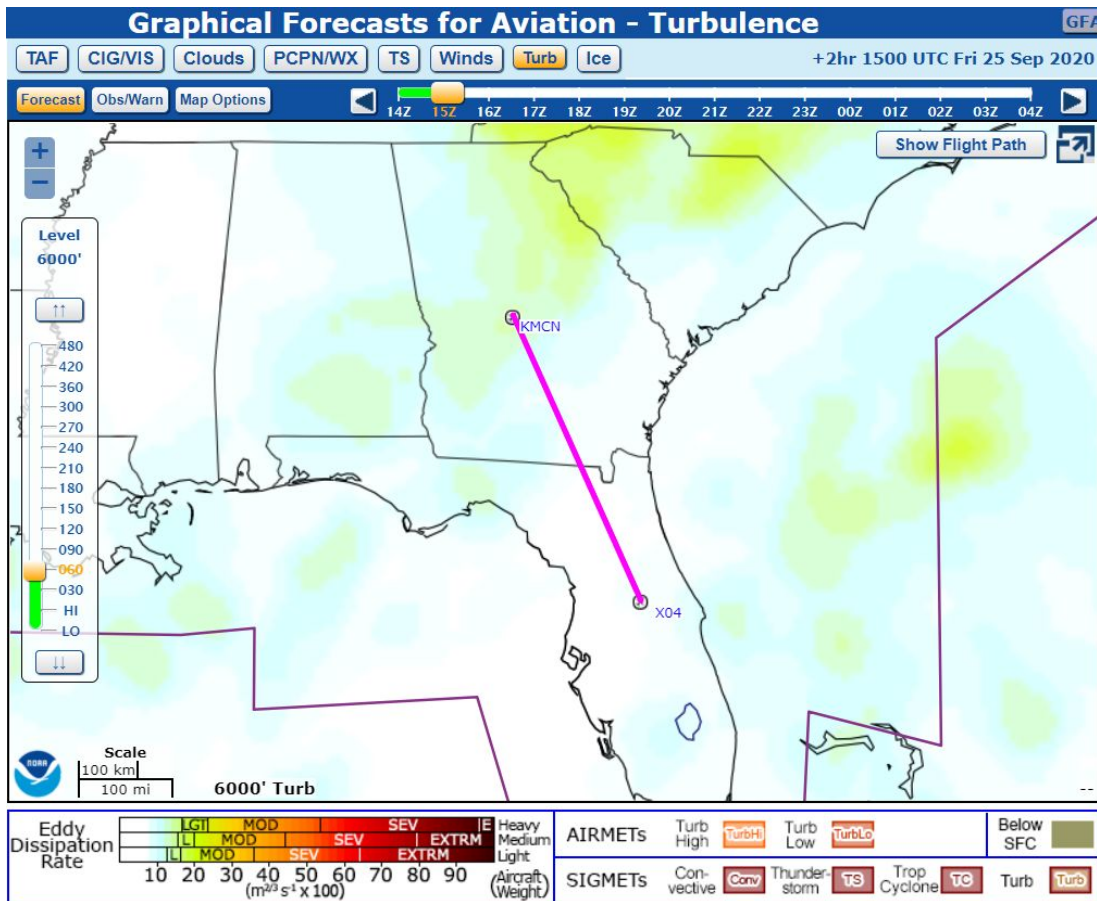 Graphical Forecasts for Aviation - Turbulence
GFA
TAF CIG/VIS Clouds PCPN/WX TS Winds Turb Ice
+2hr 1500 UTC Fri 25 Sep 2020
Forecast Obs/Warn Map Options
14Z 15Z 16Z 17Z 18Z 19Z 20Z 21Z 22Z 23Z 00Z 01Z 02Z 03Z 04Z
+
−
Show Flight Path
Level
6000'
↑↑
480
420
360
300
270
240
210
180
150
120
090
060
030
HI
LO
↓↓
KMCN
X04
NOAA
Scale
100 km
100 mi
6000' Turb
--
Eddy
Dissipation
Rate
LGT MOD SEV E Heavy
L MOD SEV EXTRM Medium
L MOD SEV EXTRM Light
10 20 30 40 50 60 70 80 90
(m²/³ s⁻¹ x 100)
(Aircraft
Weight)
AIRMETs
Turb
High
TurbHi
Turb
Low
TurbLo
Below
SFC
SIGMETs
Con-
vective
Conv
Thunder-
storm
TS
Trop
Cyclone
TC
Turb
Turb